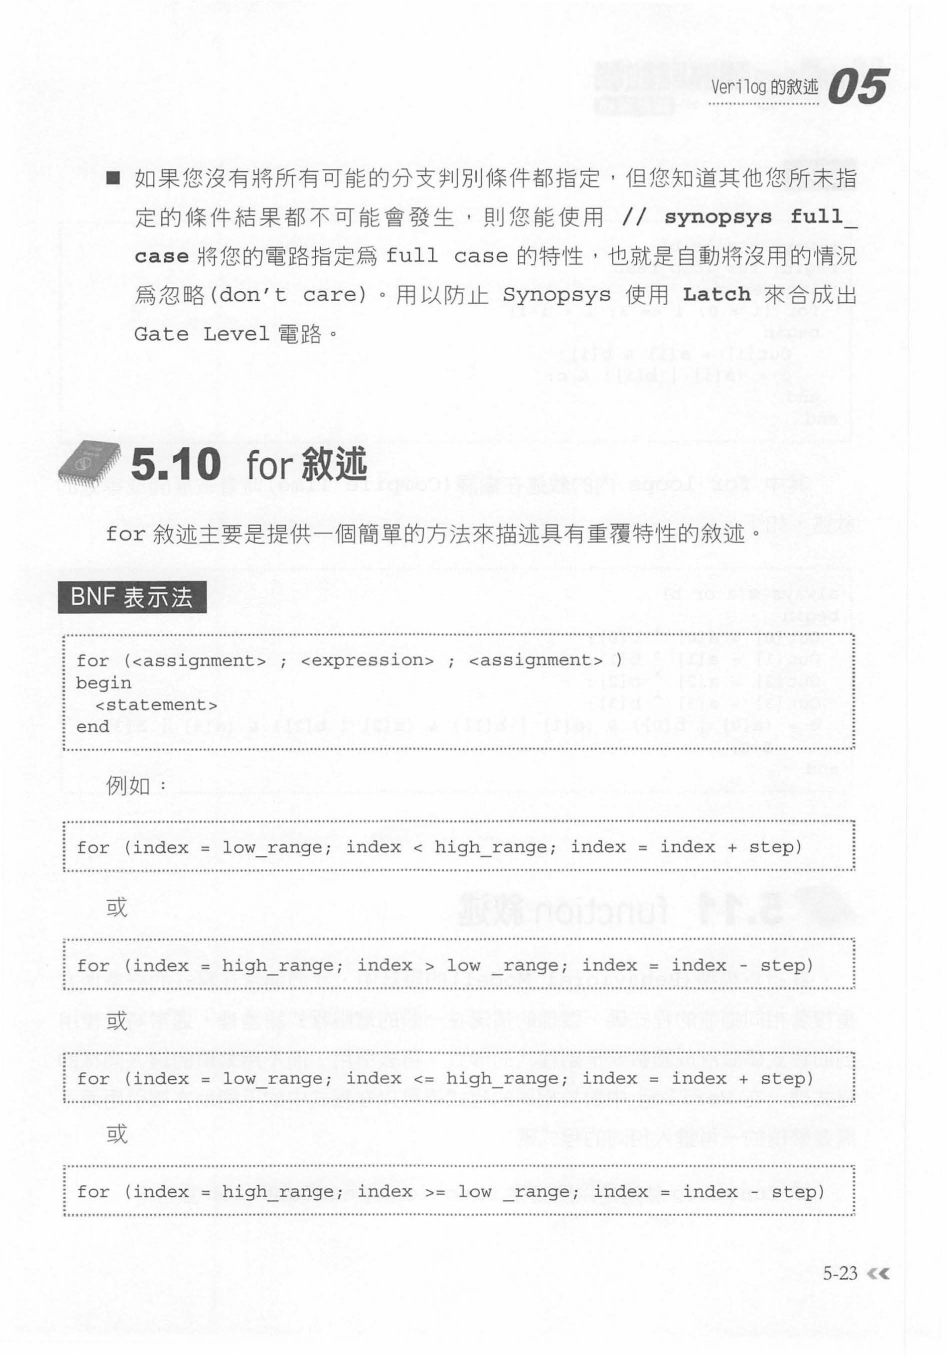 Verilog 的敘述 05
■ 如果您沒有將所有可能的分支判別條件都指定，但您知道其他您所未指
定的條件結果都不可能會發生，則您能使用 // synopsys full_
case 將您的電路指定為 full case 的特性，也就是自動將沒用的情況
為忽略(don't care)。用以防止 Synopsys 使用 Latch 來合成出
Gate Level 電路。
5.10 for 敘述
for 敘述主要是提供一個簡單的方法來描述具有重覆特性的敘述。
BNF 表示法
for (<assignment> ; <expression> ; <assignment> )
begin
<statement>
end
例如：
for (index = low_range; index < high_range; index = index + step)
或
for (index = high_range; index > low _range; index = index - step)
或
for (index = low_range; index <= high_range; index = index + step)
或
for (index = high_range; index >= low _range; index = index - step)
5-23 <<